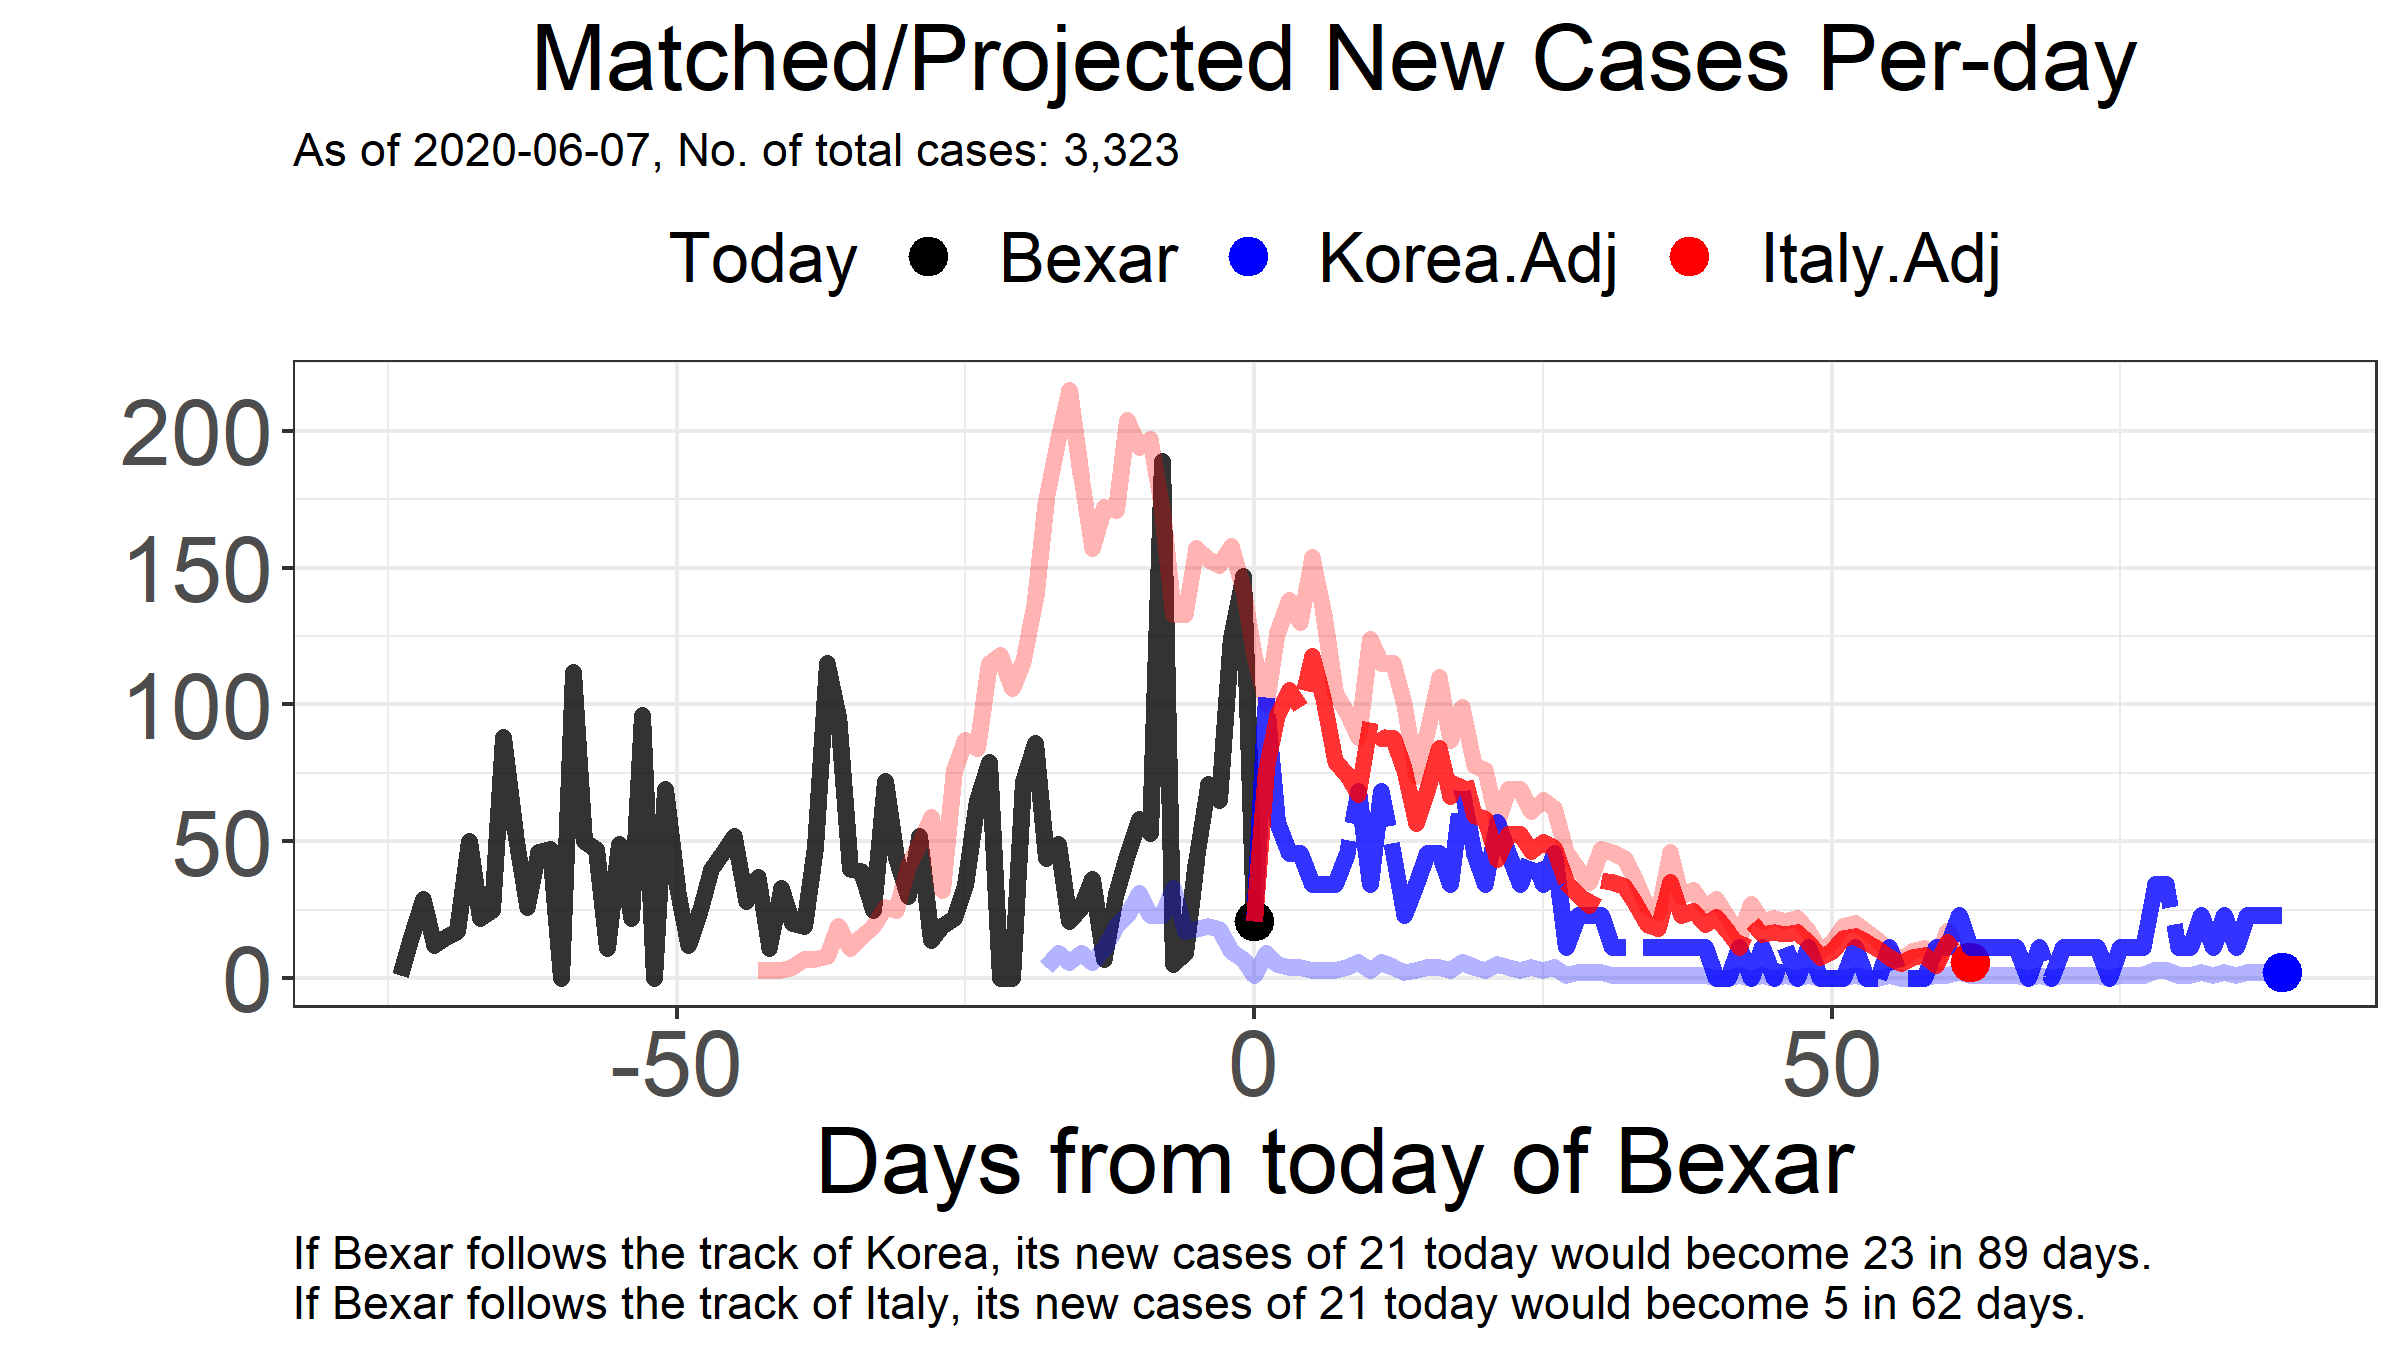 Matched/Projected New Cases Per-day
As of 2020-06-07, No. of total cases: 3,323
Today Bexar Korea.Adj Italy.Adj
200
150
100
50
0
-50 0 50
Days from today of Bexar
If Bexar follows the track of Korea, its new cases of 21 today would become 23 in 89 days.
If Bexar follows the track of Italy, its new cases of 21 today would become 5 in 62 days.